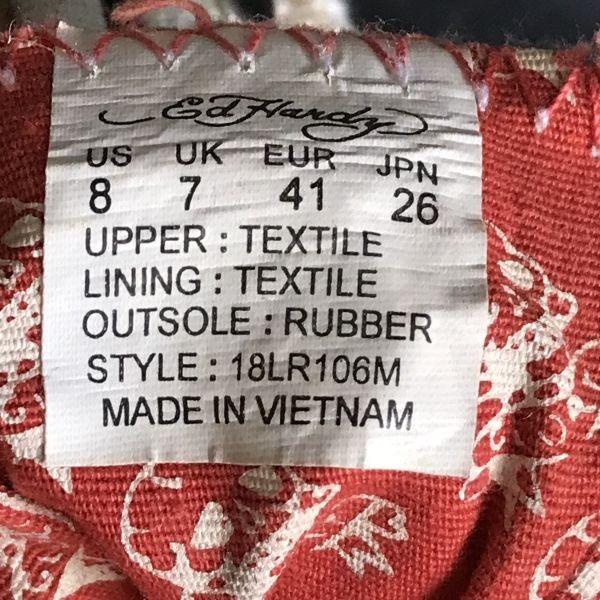 Ed Hardy
US UK EUR JPN
8 7 41 26
UPPER : TEXTILE
LINING : TEXTILE
OUTSOLE : RUBBER
STYLE : 18LR106M
MADE IN VIETNAM